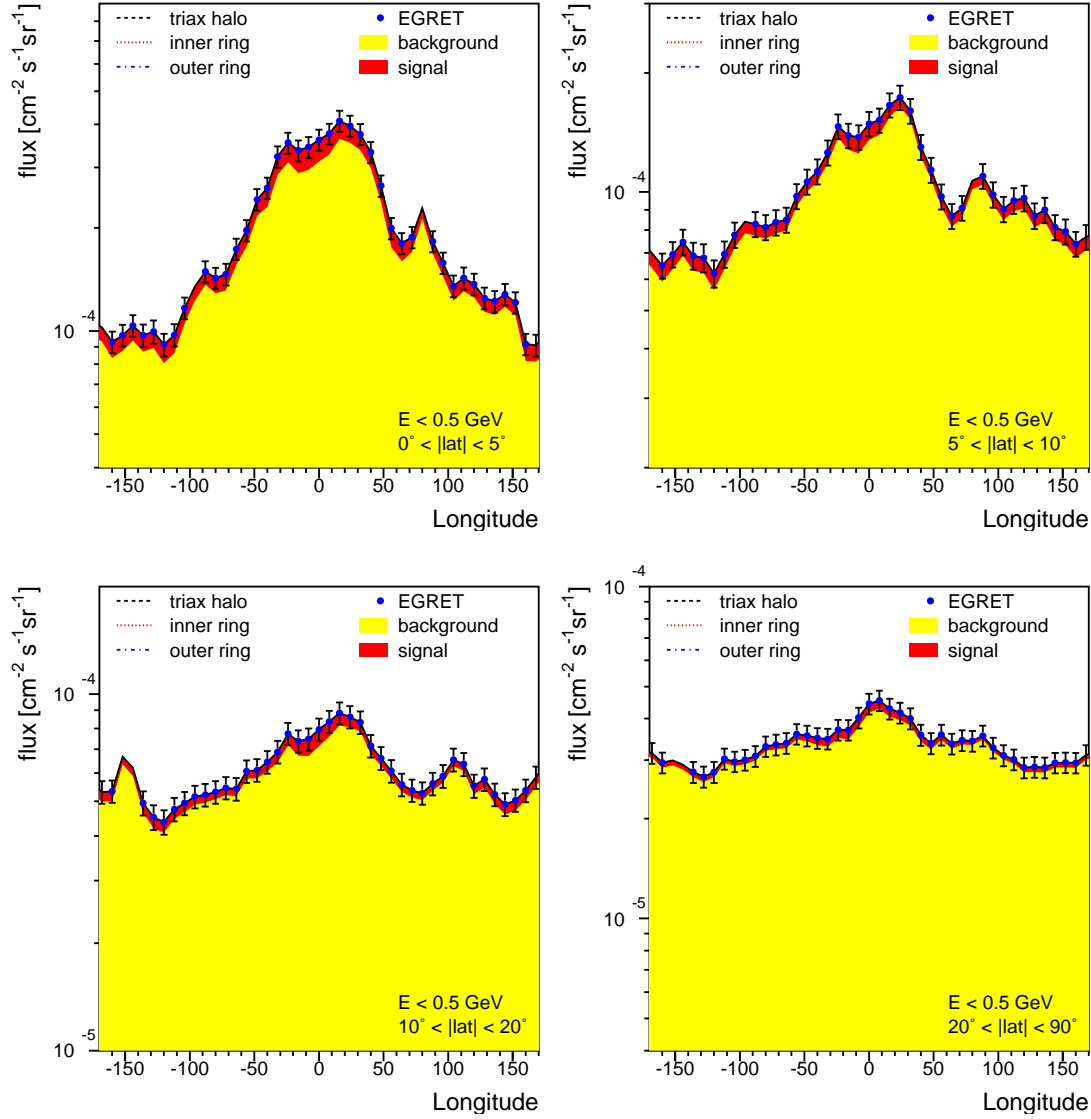 flux [cm-2 s-1sr-1]
triax halo
inner ring
outer ring
EGRET
background
signal
10 -4
E < 0.5 GeV
0° < |lat| < 5°
-150 -100 -50 0 50 100 150
Longitude
flux [cm-2 s-1sr-1]
triax halo
inner ring
outer ring
EGRET
background
signal
10 -4
E < 0.5 GeV
5° < |lat| < 10°
-150 -100 -50 0 50 100 150
Longitude
flux [cm-2 s-1sr-1]
triax halo
inner ring
outer ring
EGRET
background
signal
10 -4
10 -5
E < 0.5 GeV
10° < |lat| < 20°
-150 -100 -50 0 50 100 150
Longitude
flux [cm-2 s-1sr-1]
triax halo
inner ring
outer ring
EGRET
background
signal
10 -4
10 -5
E < 0.5 GeV
20° < |lat| < 90°
-150 -100 -50 0 50 100 150
Longitude